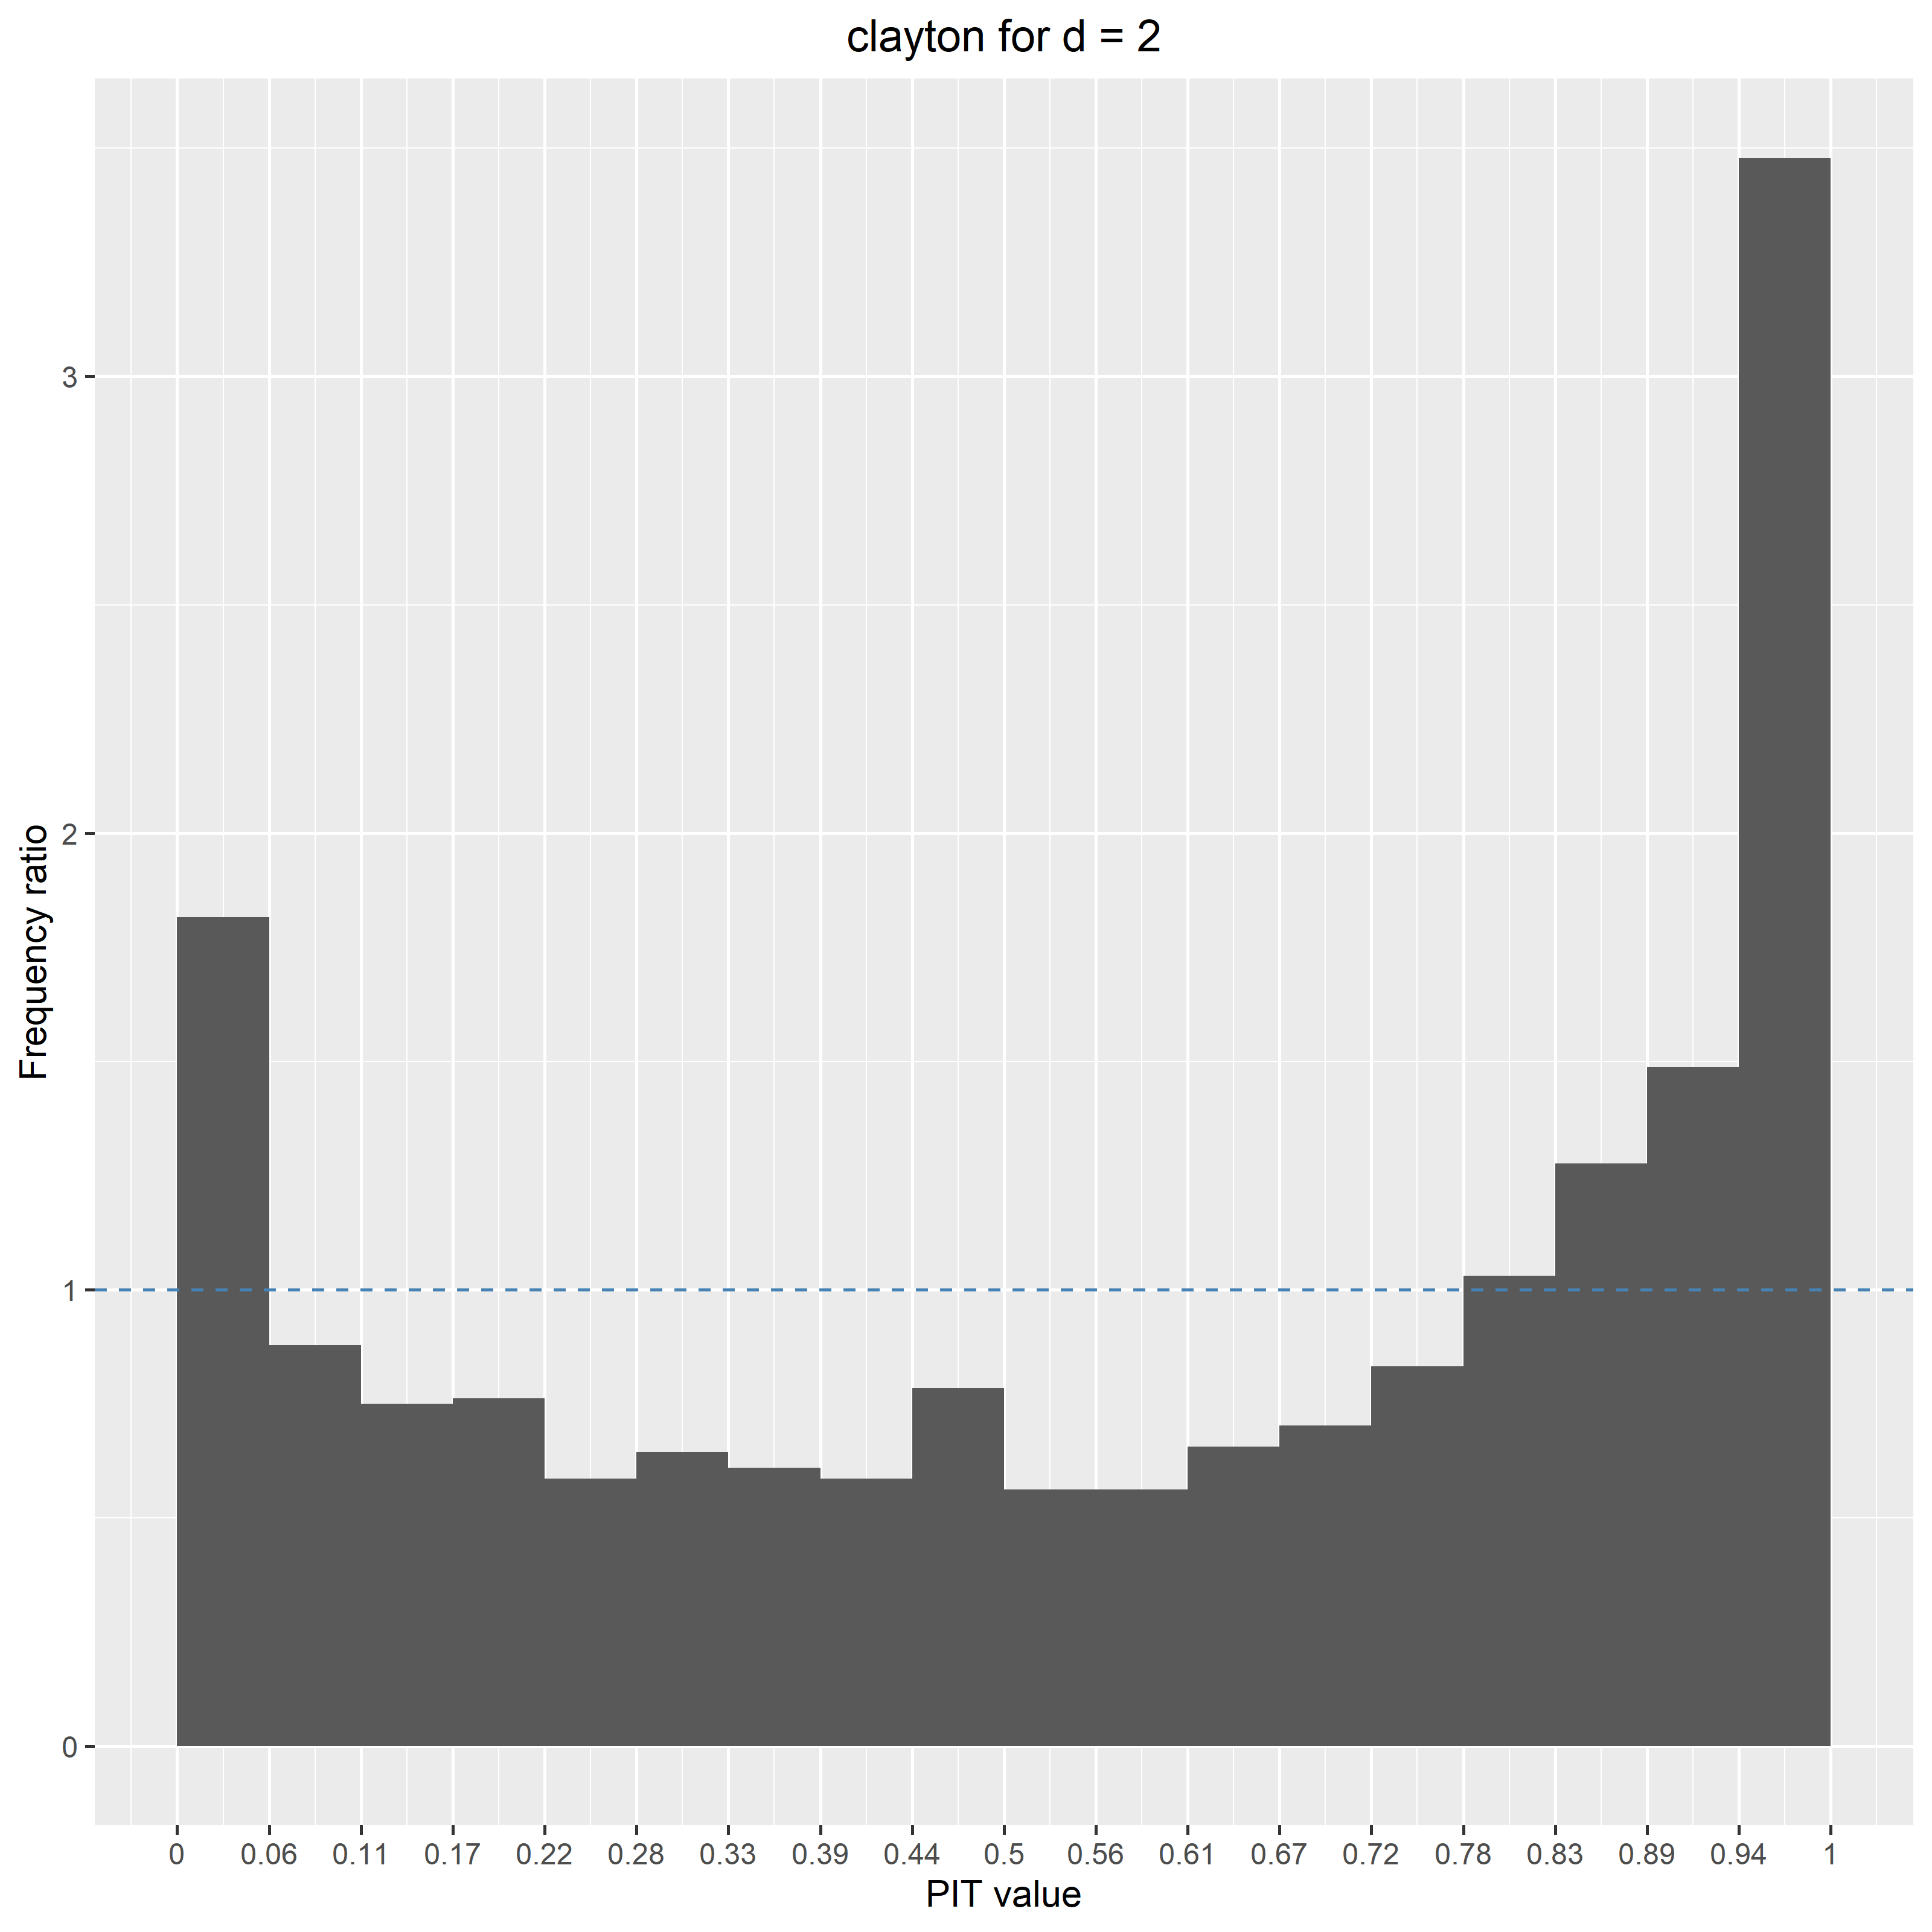 clayton for d = 2
Frequency ratio
3
2
1
0
0 0.06 0.11 0.17 0.22 0.28 0.33 0.39 0.44 0.5 0.56 0.61 0.67 0.72 0.78 0.83 0.89 0.94 1
PIT value